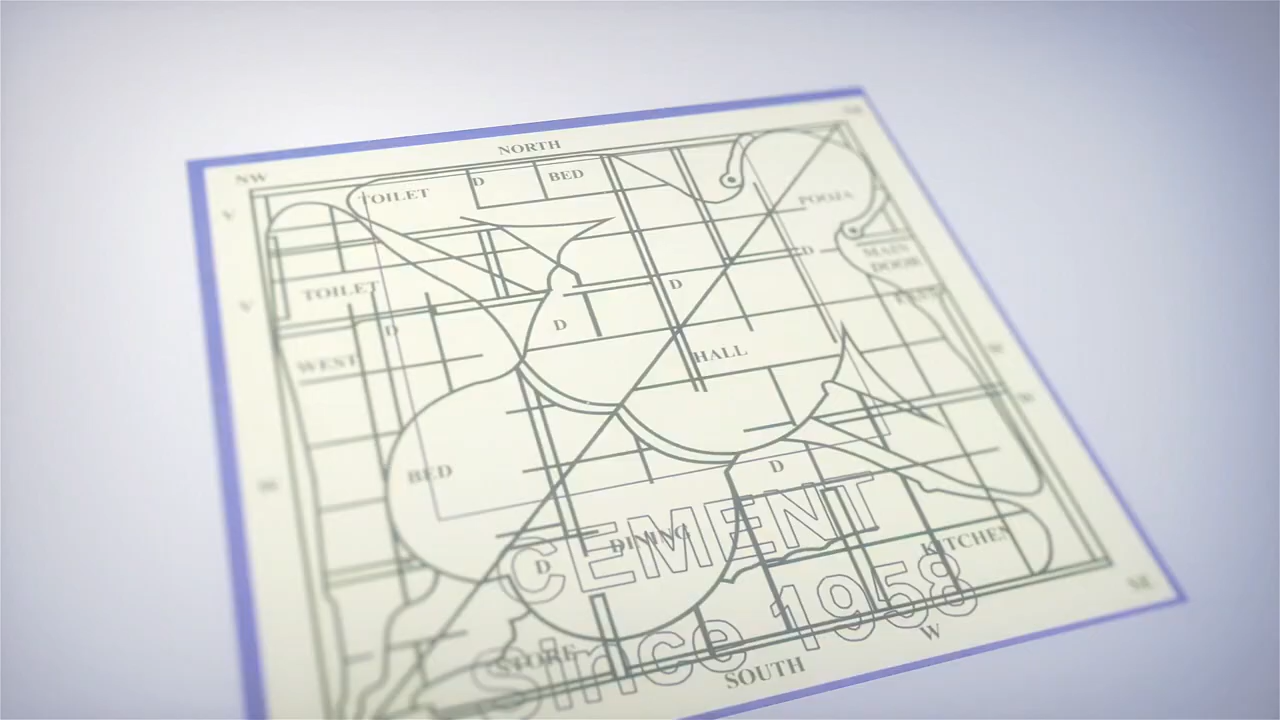 NORTH
NW
TOILET
D
BED
V
POOJA
D
MAIN
DOOR
V
TOILET
D
D
D
WEST
HALL
BED
D
CEMENT
DINING
D
KITCHEN
since 1958
STORE
W
SOUTH